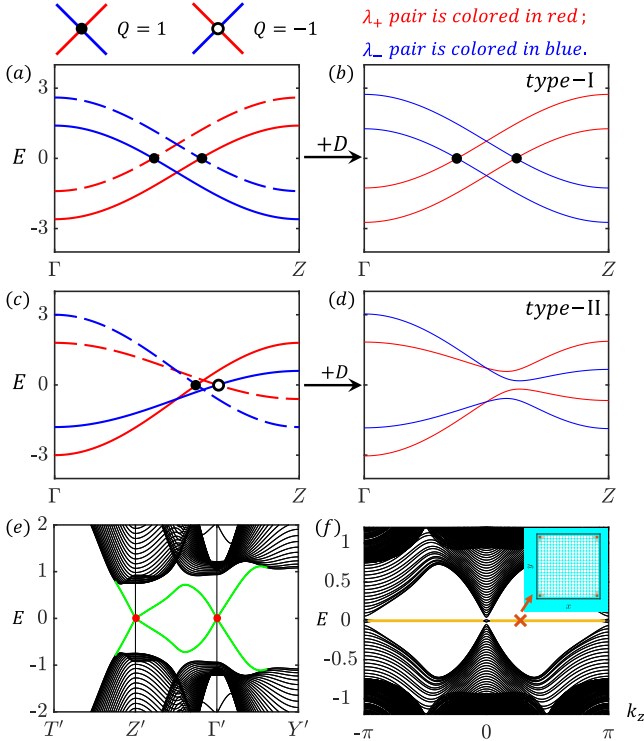 Q = 1 Q = −1 λ₊ pair is colored in red;
λ₋ pair is colored in blue.
(a) (b) type−I
3
E 0 +D
-3
Γ Z Γ Z
(c) (d) type−II
3
E 0 +D
-3
Γ Z Γ Z
(e) (f)
2 1
1 0.5
E 0 E 0
-1 -0.5
-2 -1
T′ Z′ Γ′ Y′ -π 0 π k_z
y
x